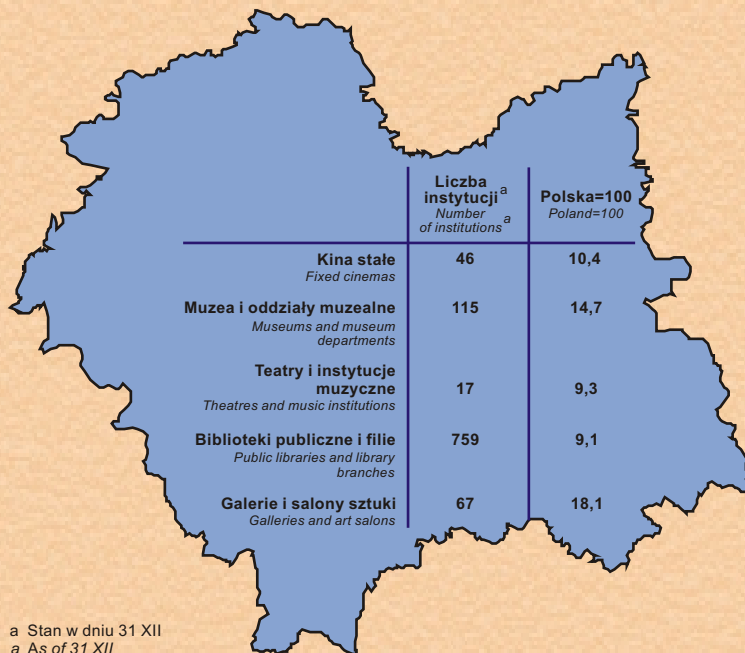 Liczba
instytucji a
Number
of institutions a
Polska=100
Poland=100
Kina stałe
Fixed cinemas
46
10,4
Muzea i oddziały muzealne
Museums and museum
departments
115
14,7
Teatry i instytucje
muzyczne
Theatres and music institutions
17
9,3
Biblioteki publiczne i filie
Public libraries and library
branches
759
9,1
Galerie i salony sztuki
Galleries and art salons
67
18,1
a Stan w dniu 31 XII
a As of 31 XII